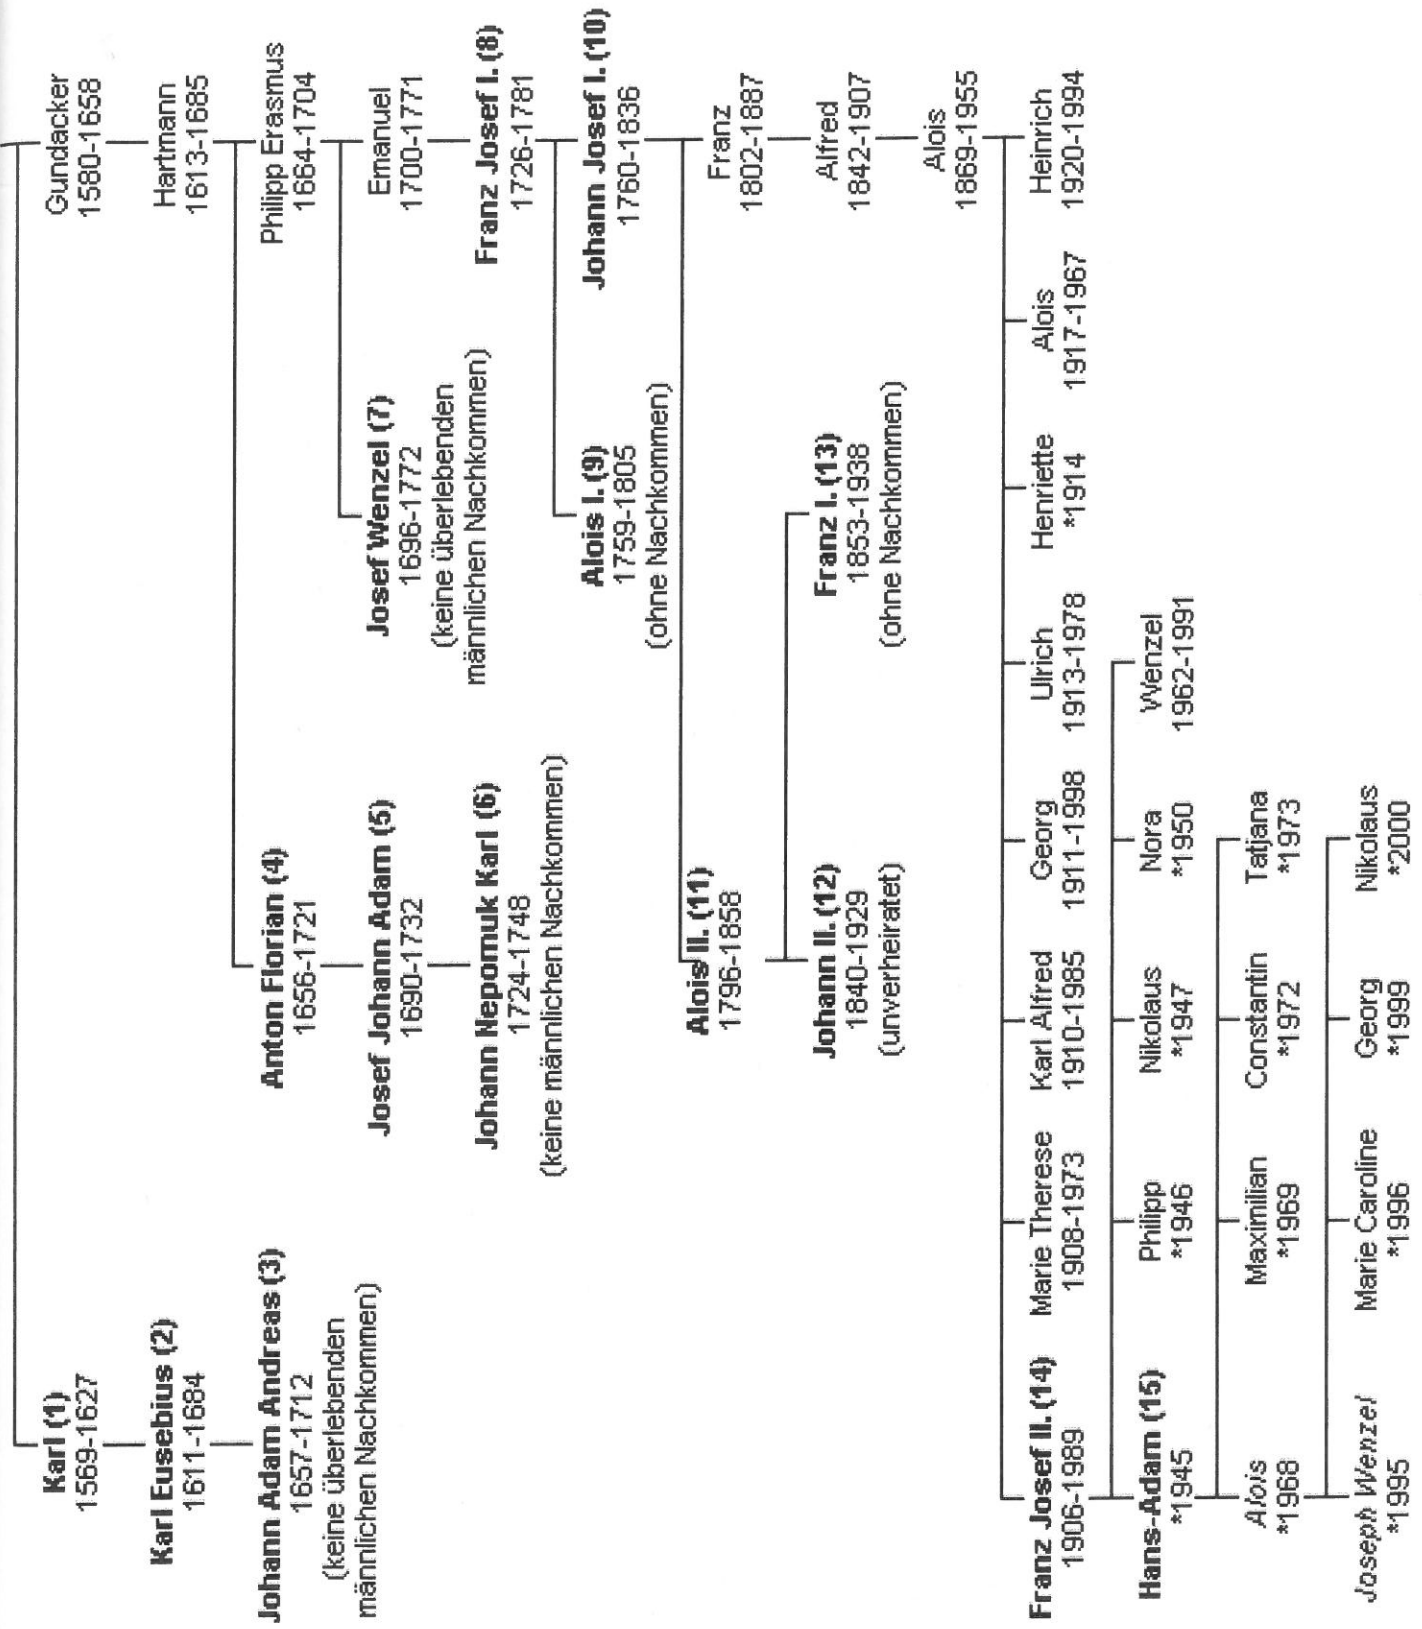 Karl (1)
1569-1627
Gundacker
1580-1658
Karl Eusebius (2)
1611-1684
Hartmann
1613-1685
Johann Adam Andreas (3)
1657-1712
(keine überlebenden
männlichen Nachkommen)
Anton Florian (4)
1656-1721
Philipp Erasmus
1664-1704
Josef Johann Adam (5)
1690-1732
Josef Wenzel (7)
1696-1772
(keine überlebenden
männlichen Nachkommen)
Emanuel
1700-1771
Johann Nepomuk Karl (6)
1724-1748
(keine männlichen Nachkommen)
Franz Josef I. (8)
1726-1781
Alois I. (9)
1759-1805
(ohne Nachkommen)
Johann Josef I. (10)
1760-1836
Alois II. (11)
1796-1858
Franz
1802-1887
Johann II. (12)
1840-1929
(unverheiratet)
Franz I. (13)
1853-1938
(ohne Nachkommen)
Alfred
1842-1907
Alois
1869-1955
Franz Josef II. (14)
1906-1989
Marie Therese
1908-1973
Karl Alfred
1910-1985
Georg
1911-1998
Ulrich
1913-1978
Henriette
*1914
Alois
1917-1967
Heinrich
1920-1994
Hans-Adam (15)
*1945
Philipp
*1946
Nikolaus
*1947
Nora
*1950
Wenzel
1962-1991
Alois
*1968
Maximilian
*1969
Constantin
*1972
Tatjana
*1973
Joseph Wenzel
*1995
Marie Caroline
*1996
Georg
*1999
Nikolaus
*2000